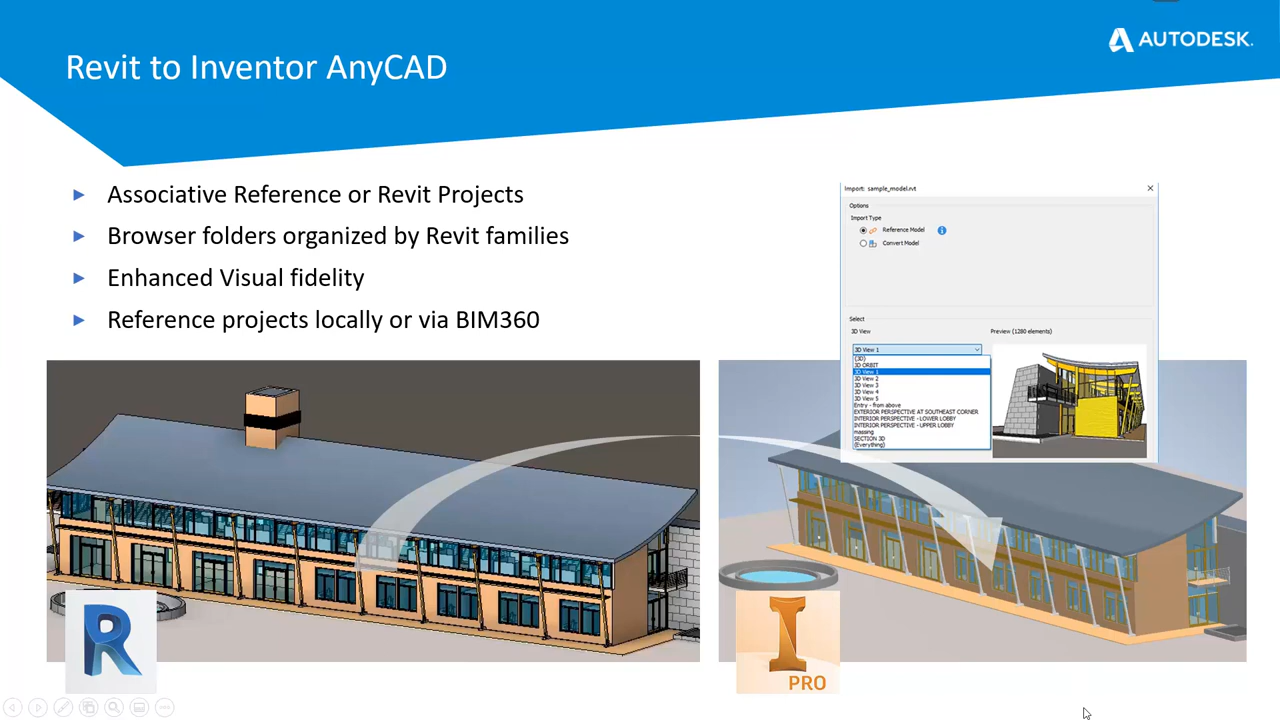 Revit to Inventor AnyCAD
AUTODESK.
Associative Reference or Revit Projects
Browser folders organized by Revit families
Enhanced Visual fidelity
Reference projects locally or via BIM360
Import: sample_model.rvt
Options
Import Type
Reference Model
Convert Model
Select
3D View
Preview (1280 elements)
3D View 1
{3D}
3D ORBIT
3D View 1
3D View 2
3D View 3
3D View 4
3D View 5
Entry - from above
EXTERIOR PERSPECTIVE AT SOUTHEAST CORNER
INTERIOR PERSPECTIVE - LOWER LOBBY
INTERIOR PERSPECTIVE - UPPER LOBBY
massing
SECTION 3D
(Everything)
R
I
PRO